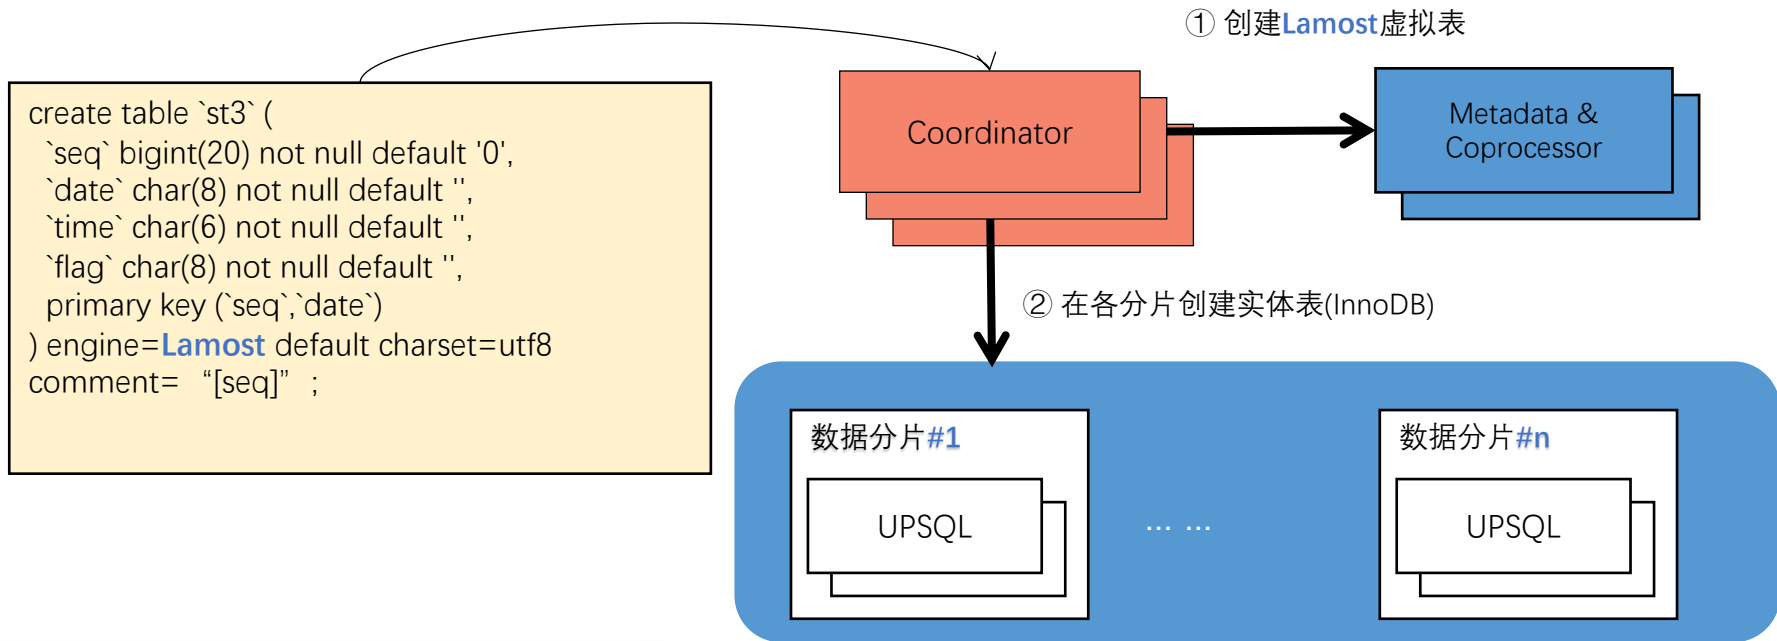 ① 创建Lamost虚拟表
create table `st3` (
`seq` bigint(20) not null default '0',
`date` char(8) not null default '',
`time` char(6) not null default '',
`flag` char(8) not null default '',
primary key (`seq`,`date`)
) engine=Lamost default charset=utf8
comment= “[seq]” ;
Coordinator
Metadata &
Coprocessor
② 在各分片创建实体表(InnoDB)
数据分片#1
UPSQL
... ...
数据分片#n
UPSQL